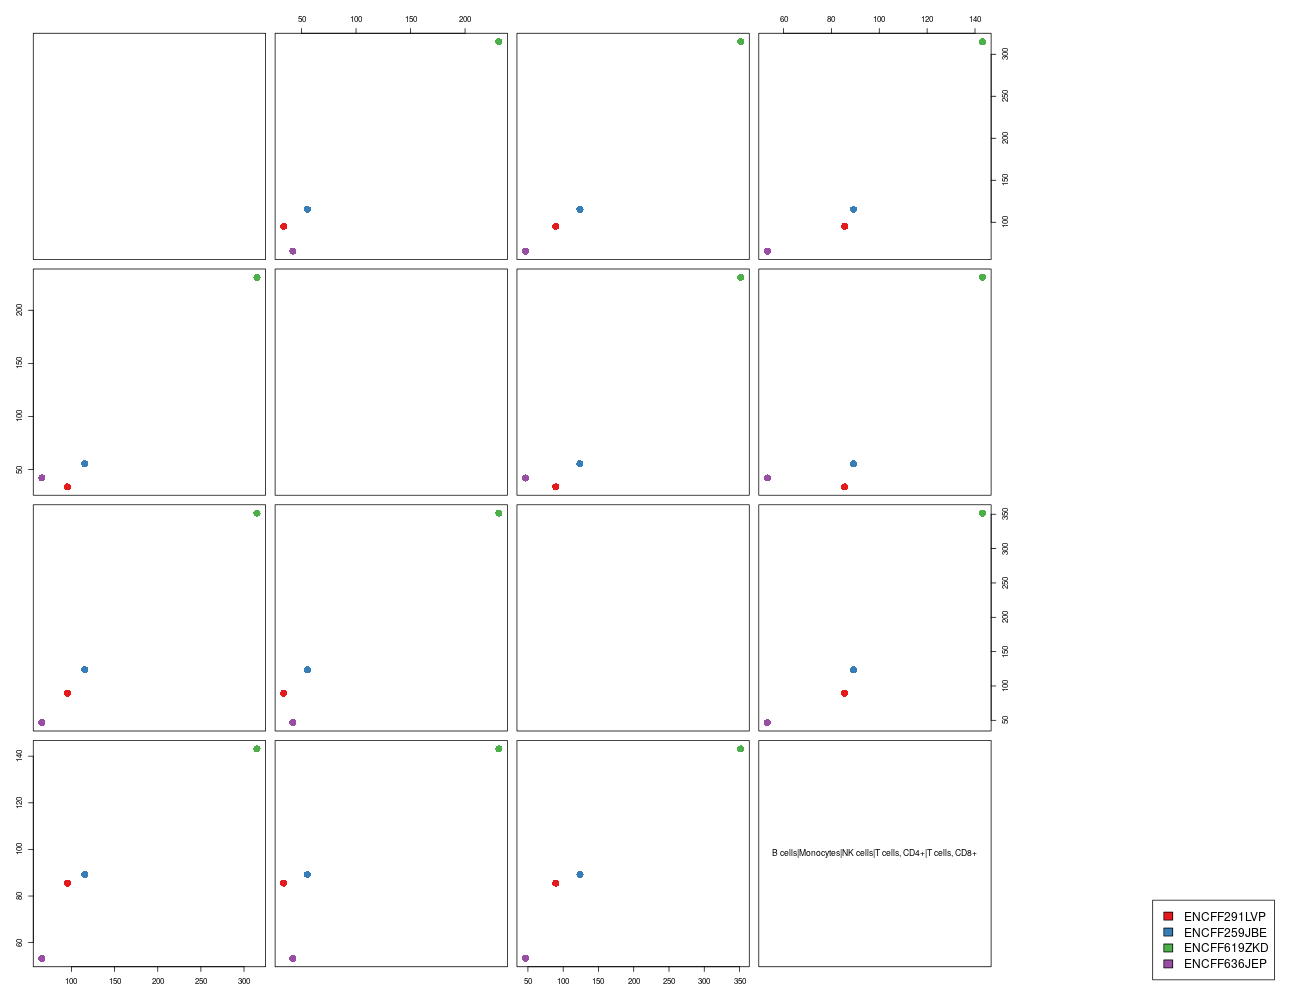 50 100 150 200
60 80 100 120 140
300
250
200
150
100
200
150
100
50
350
300
250
200
150
100
50
140
120
100
80
60
B cells|Monocytes|NK cells|T cells, CD4+|T cells, CD8+
100 150 200 250 300
50 100 150 200 250 300 350
ENCFF291LVP
ENCFF259JBE
ENCFF619ZKD
ENCFF636JEP